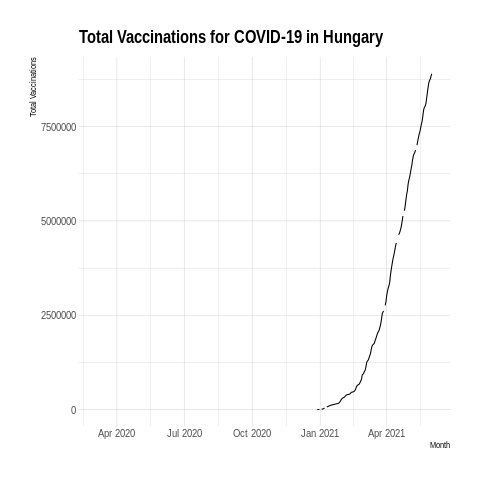 Total Vaccinations for COVID-19 in Hungary
Total Vaccinations
7500000
5000000
2500000
0
Apr 2020 Jul 2020 Oct 2020 Jan 2021 Apr 2021
Month